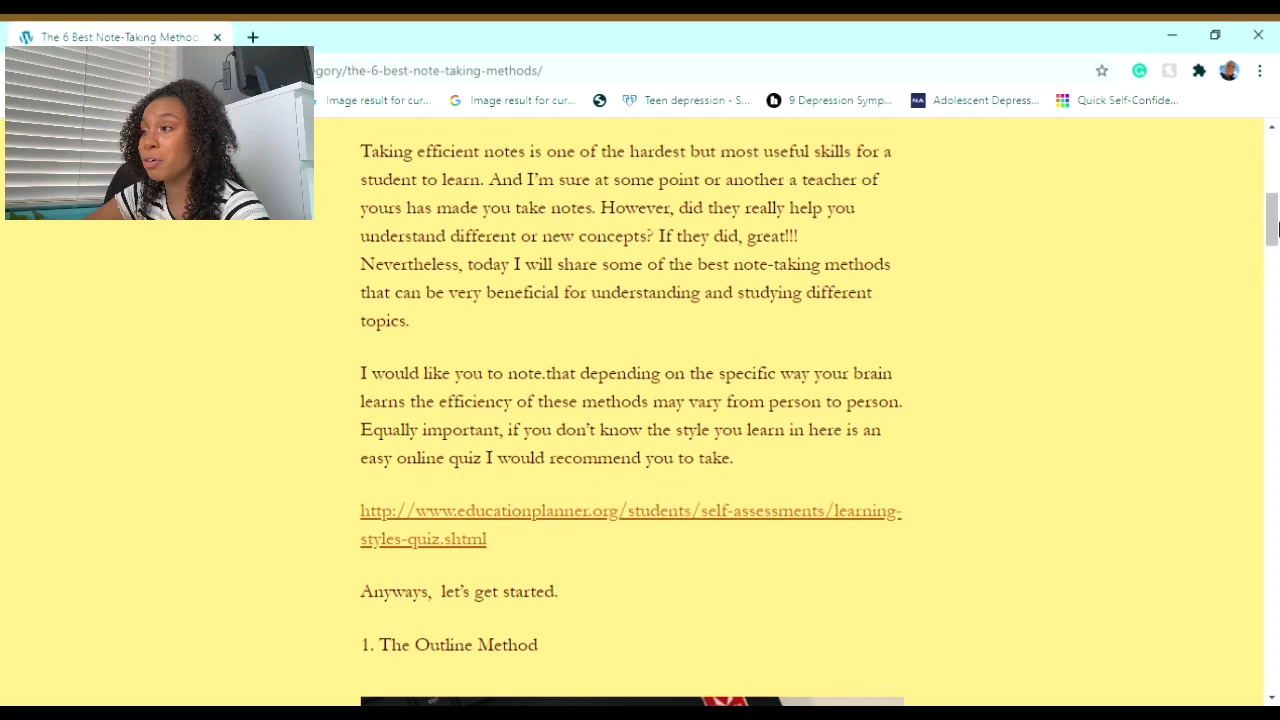 The 6 Best Note-Taking Method
gory/the-6-best-note-taking-methods/
Image result for cur... Image result for cur... Teen depression - S... 9 Depression Symp... NA Adolescent Depress... Quick Self-Confide...
Taking efficient notes is one of the hardest but most useful skills for a
student to learn. And I’m sure at some point or another a teacher of
yours has made you take notes. However, did they really help you
understand different or new concepts? If they did, great!!!
Nevertheless, today I will share some of the best note-taking methods
that can be very beneficial for understanding and studying different
topics.
I would like you to note.that depending on the specific way your brain
learns the efficiency of these methods may vary from person to person.
Equally important, if you don’t know the style you learn in here is an
easy online quiz I would recommend you to take.
http://www.educationplanner.org/students/self-assessments/learning-
styles-quiz.shtml
Anyways, let’s get started.
1. The Outline Method